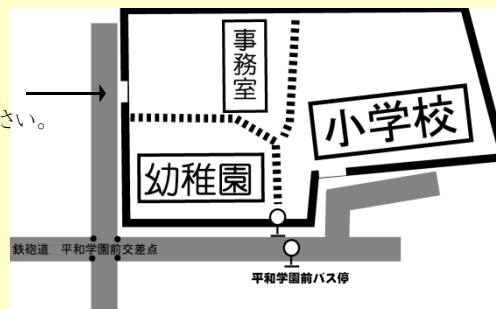 事務室
さい。
小学校
幼稚園
鉄砲道　平和学園前交差点
平和学園前バス停